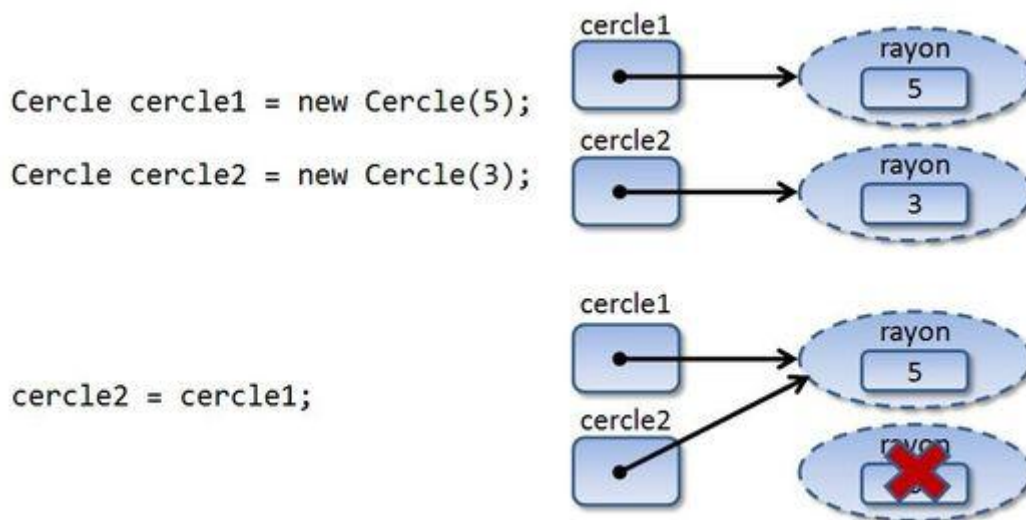 cercle1
rayon
5
Cercle cercle1 = new Cercle(5);
cercle2
rayon
3
Cercle cercle2 = new Cercle(3);
cercle1
rayon
5
cercle2 = cercle1;
cercle2
rayon